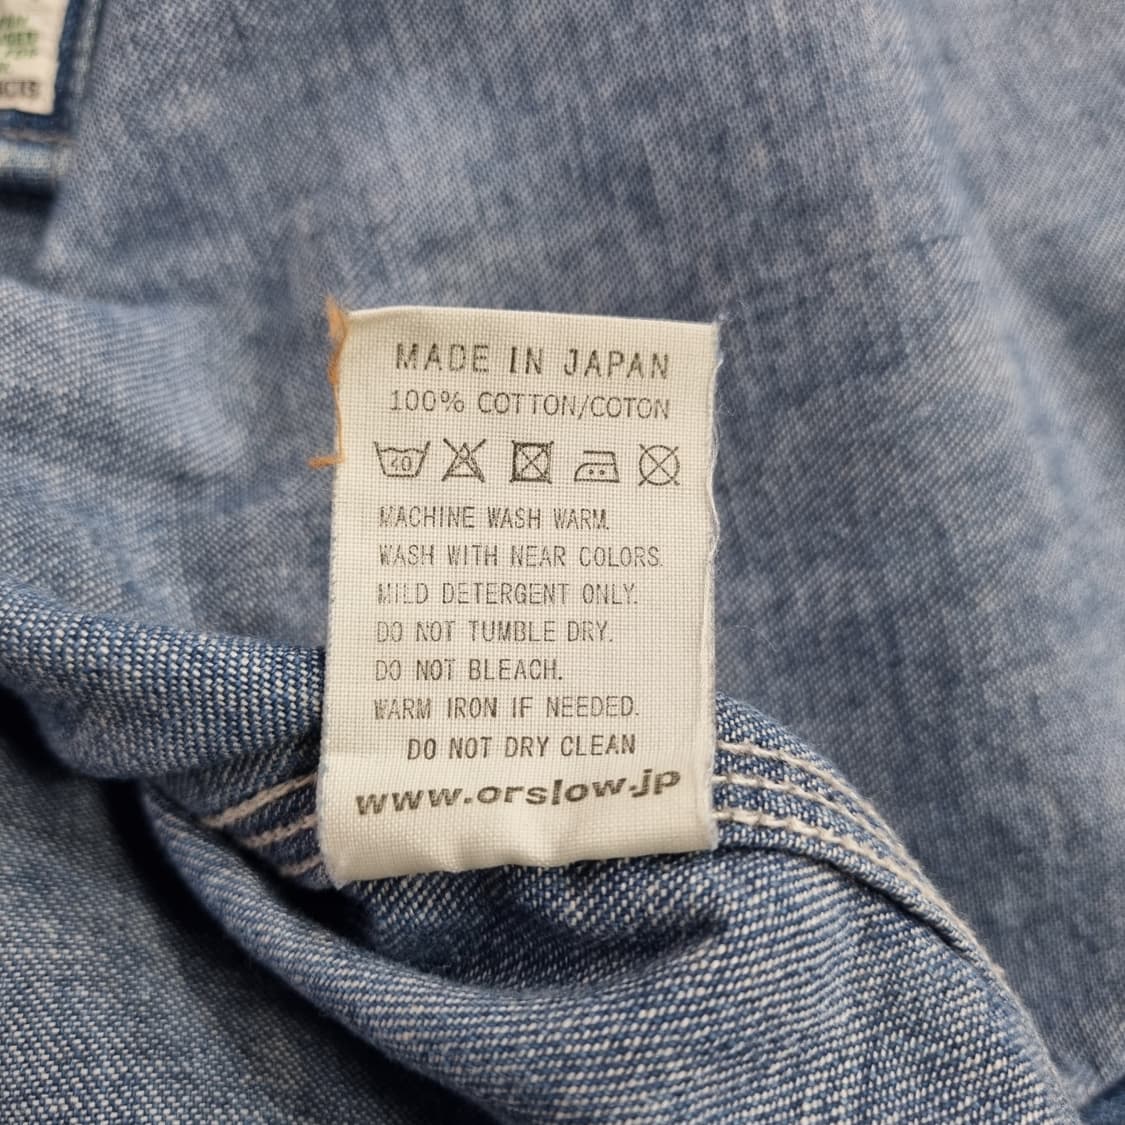 MADE IN JAPAN
100% COTTON/COTON
40
MACHINE WASH WARM.
WASH WITH NEAR COLORS.
MILD DETERGENT ONLY.
DO NOT TUMBLE DRY.
DO NOT BLEACH.
WARM IRON IF NEEDED.
DO NOT DRY CLEAN
www.orslow.jp